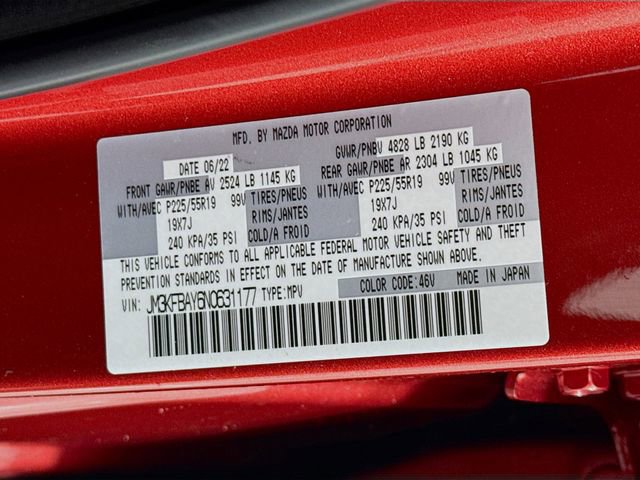 MFD. BY MAZDA MOTOR CORPORATION
DATE 06/22 GVWR/PNBV 4828 LB 2190 KG
FRONT GAWR/PNBE AV 2524 LB 1145 KG REAR GAWR/PNBE AR 2304 LB 1045 KG
WITH/AVEC P225/55R19 99V TIRES/PNEUS WITH/AVEC P225/55R19 99V TIRES/PNEUS
19X7J RIMS/JANTES 19X7J RIMS/JANTES
240 KPA/35 PSI COLD/A FROID 240 KPA/35 PSI COLD/A FROID
THIS VEHICLE CONFORMS TO ALL APPLICABLE FEDERAL MOTOR VEHICLE SAFETY AND THEFT
PREVENTION STANDARDS IN EFFECT ON THE DATE OF MANUFACTURE SHOWN ABOVE.
VIN: JM3KFBAY6N0631177 TYPE:MPV COLOR CODE:46V MADE IN JAPAN